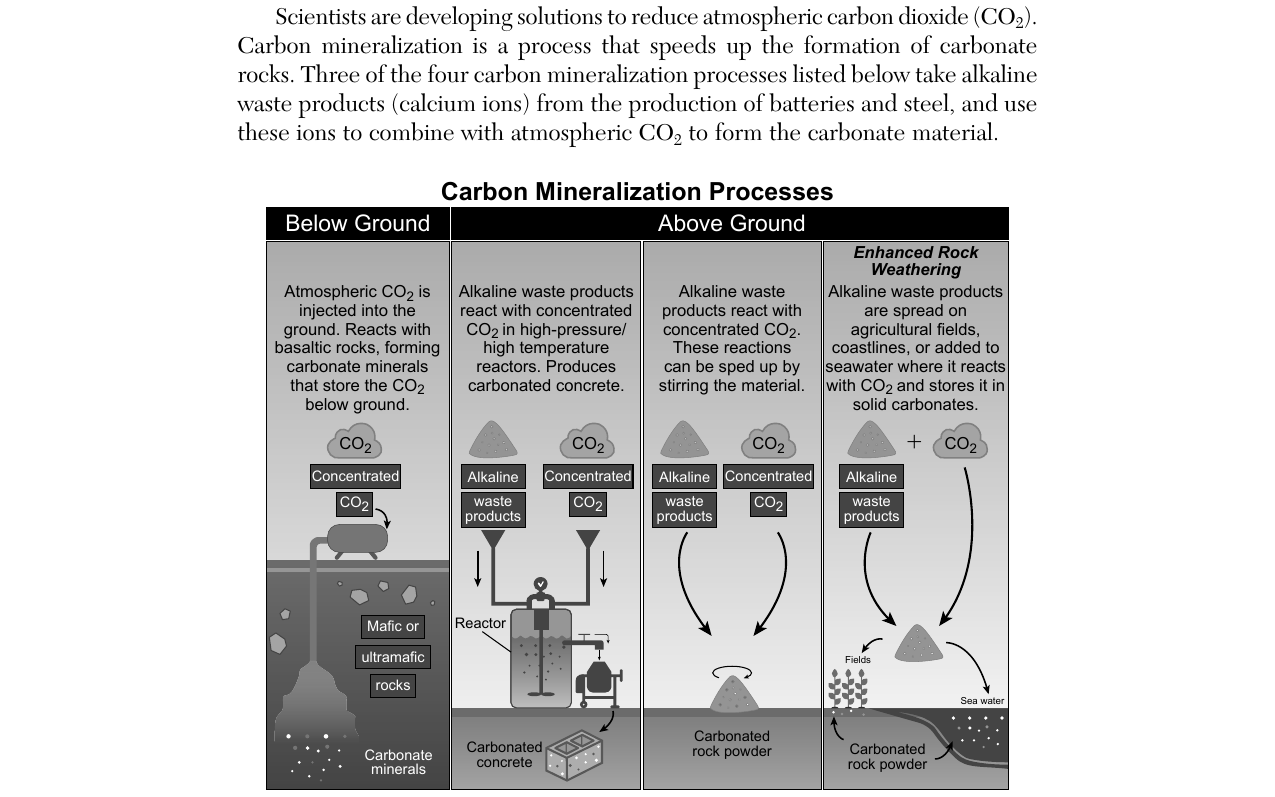 Scientists are developing solutions to reduce atmospheric carbon dioxide (CO₂).
Carbon mineralization is a process that speeds up the formation of carbonate
rocks. Three of the four carbon mineralization processes listed below take alkaline
waste products (calcium ions) from the production of batteries and steel, and use
these ions to combine with atmospheric CO₂ to form the carbonate material.
Carbon Mineralization Processes
Below Ground
Above Ground
Atmospheric CO₂ is
injected into the
ground. Reacts with
basaltic rocks, forming
carbonate minerals
that store the CO₂
below ground.
CO₂
Concentrated
CO₂
Mafic or
ultramafic
rocks
Carbonate
minerals
Alkaline waste products
react with concentrated
CO₂ in high-pressure/
high temperature
reactors. Produces
carbonated concrete.
CO₂
Alkaline
waste
products
Concentrated
CO₂
Reactor
Carbonated
concrete
Alkaline waste
products react with
concentrated CO₂.
These reactions
can be sped up by
stirring the material.
CO₂
Alkaline
waste
products
Concentrated
CO₂
Carbonated
rock powder
Enhanced Rock
Weathering
Alkaline waste products
are spread on
agricultural fields,
coastlines, or added to
seawater where it reacts
with CO₂ and stores it in
solid carbonates.
+ CO₂
Alkaline
waste
products
Fields
Sea water
Carbonated
rock powder